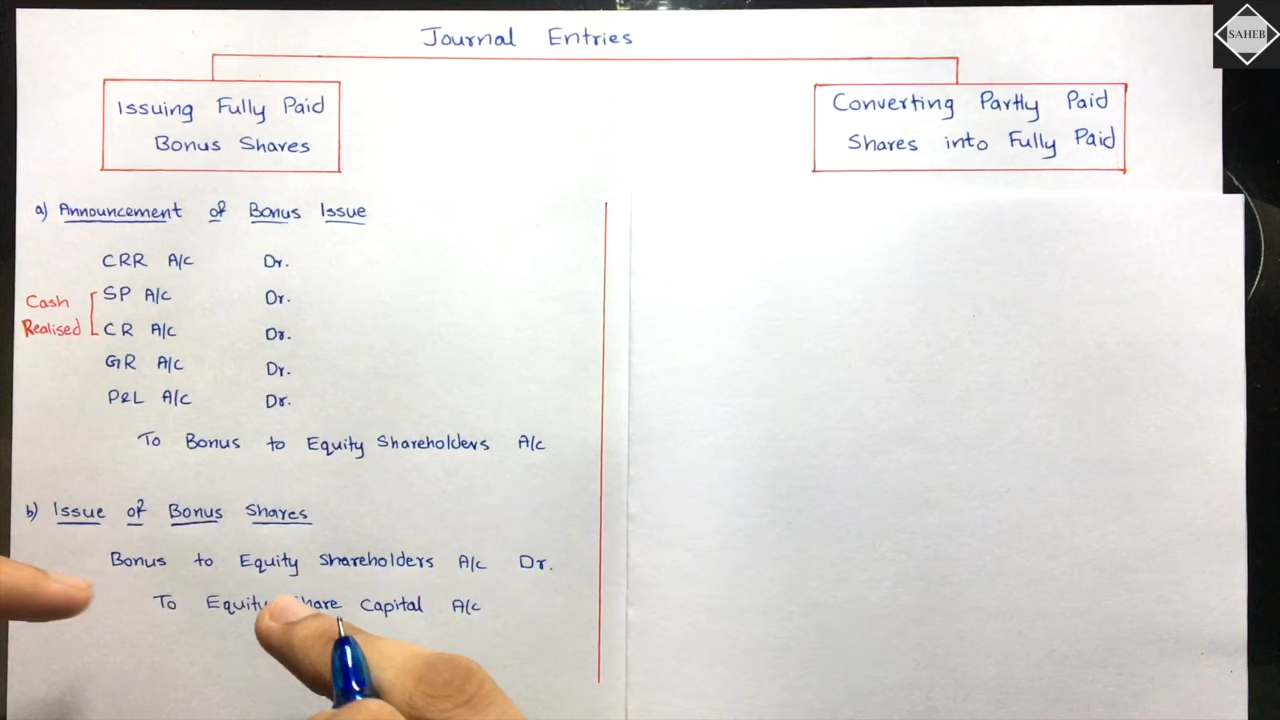 Journal Entries
SAHEB
Issuing Fully Paid
Bonus Shares
Converting Partly Paid
Shares into Fully Paid
a) Announcement of Bonus Issue
CRR A/c Dr.
Cash
Realised
SP A/c Dr.
CR A/c Dr.
GR A/c Dr.
P&L A/c Dr.
To Bonus to Equity Shareholders A/c
b) Issue of Bonus Shares
Bonus to Equity Shareholders A/c Dr.
To Equity Share Capital A/c